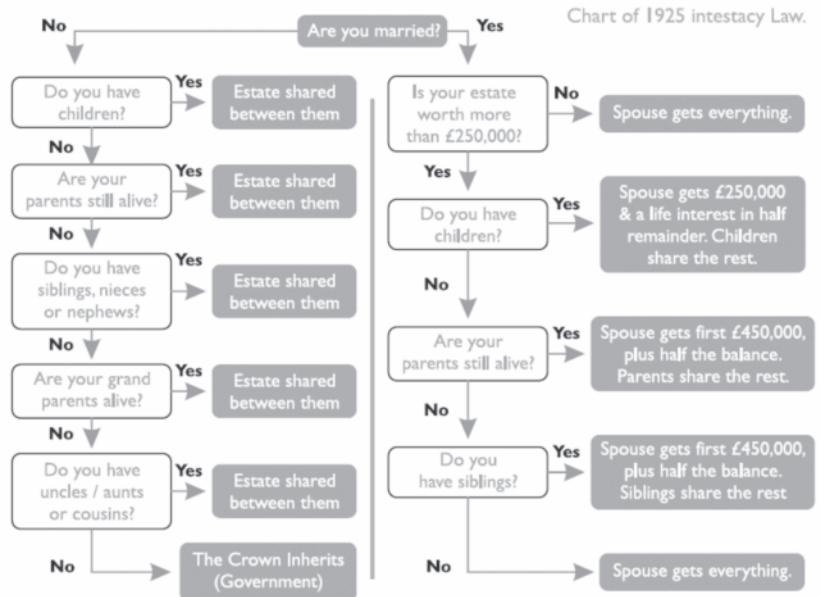 Chart of 1925 intestacy Law.
Are you married?
No
Yes
Do you have
children?
Yes
Estate shared
between them
No
Are your
parents still alive?
Yes
Estate shared
between them
No
Do you have
siblings, nieces
or nephews?
Yes
Estate shared
between them
No
Are your grand
parents alive?
Yes
Estate shared
between them
No
Do you have
uncles / aunts
or cousins?
Yes
Estate shared
between them
No
The Crown Inherits
(Government)
Is your estate
worth more
than £250,000?
No
Spouse gets everything.
Yes
Do you have
children?
Yes
Spouse gets £250,000
& a life interest in half
remainder. Children
share the rest.
No
Are your
parents still alive?
Yes
Spouse gets first £450,000,
plus half the balance.
Parents share the rest.
No
Do you
have siblings?
Yes
Spouse gets first £450,000,
plus half the balance.
Siblings share the rest
No
Spouse gets everything.